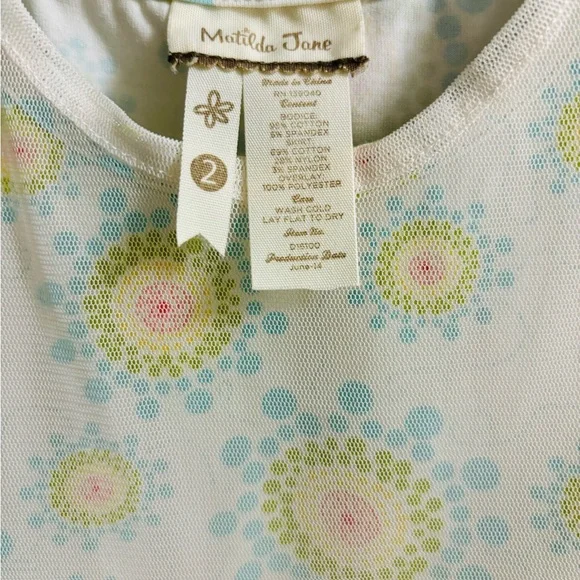 Matilda Jane
2
Made in China
RN 139040
Content
BODICE:
95% COTTON
5% SPANDEX
SKIRT:
69% COTTON
28% NYLON
3% SPANDEX
OVERLAY:
100% POLYESTER
Care
WASH COLD
LAY FLAT TO DRY
Item No.
D16100
Production Date
June-14